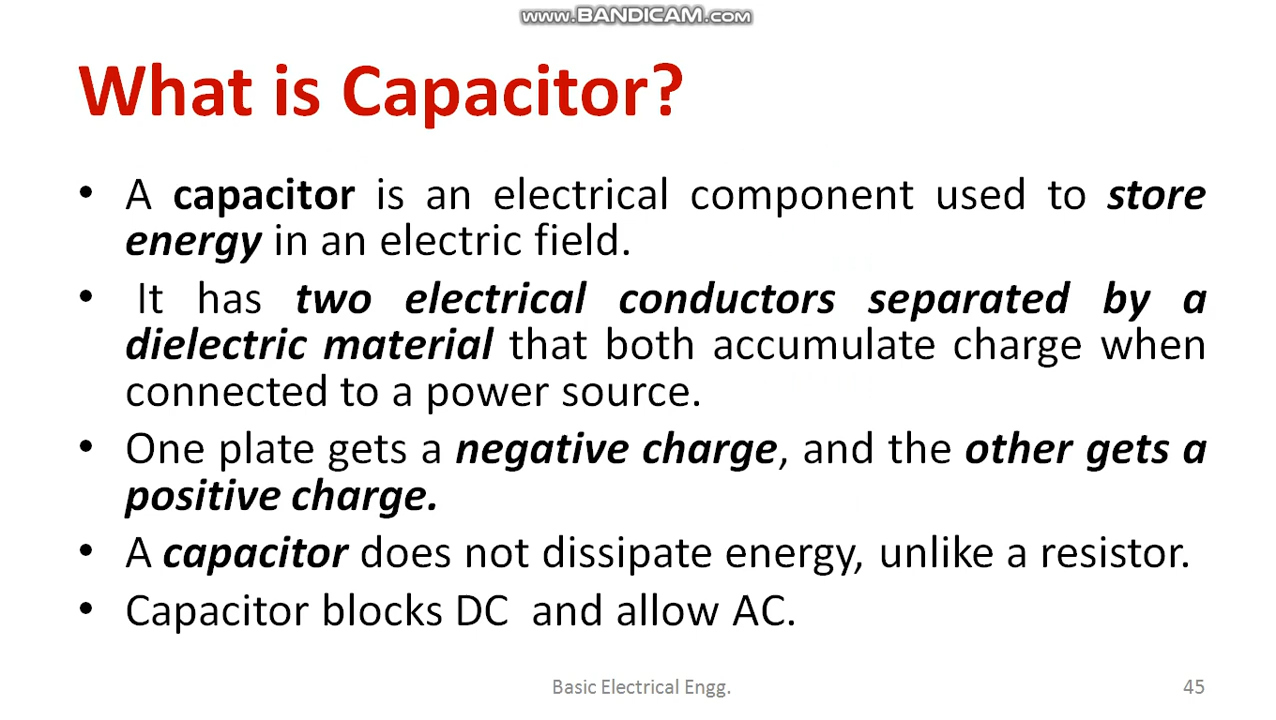 www.BANDICAM.com
What is Capacitor?
• A capacitor is an electrical component used to store
energy in an electric field.
• It has two electrical conductors separated by a
dielectric material that both accumulate charge when
connected to a power source.
• One plate gets a negative charge, and the other gets a
positive charge.
• A capacitor does not dissipate energy, unlike a resistor.
• Capacitor blocks DC and allow AC.
Basic Electrical Engg.
45